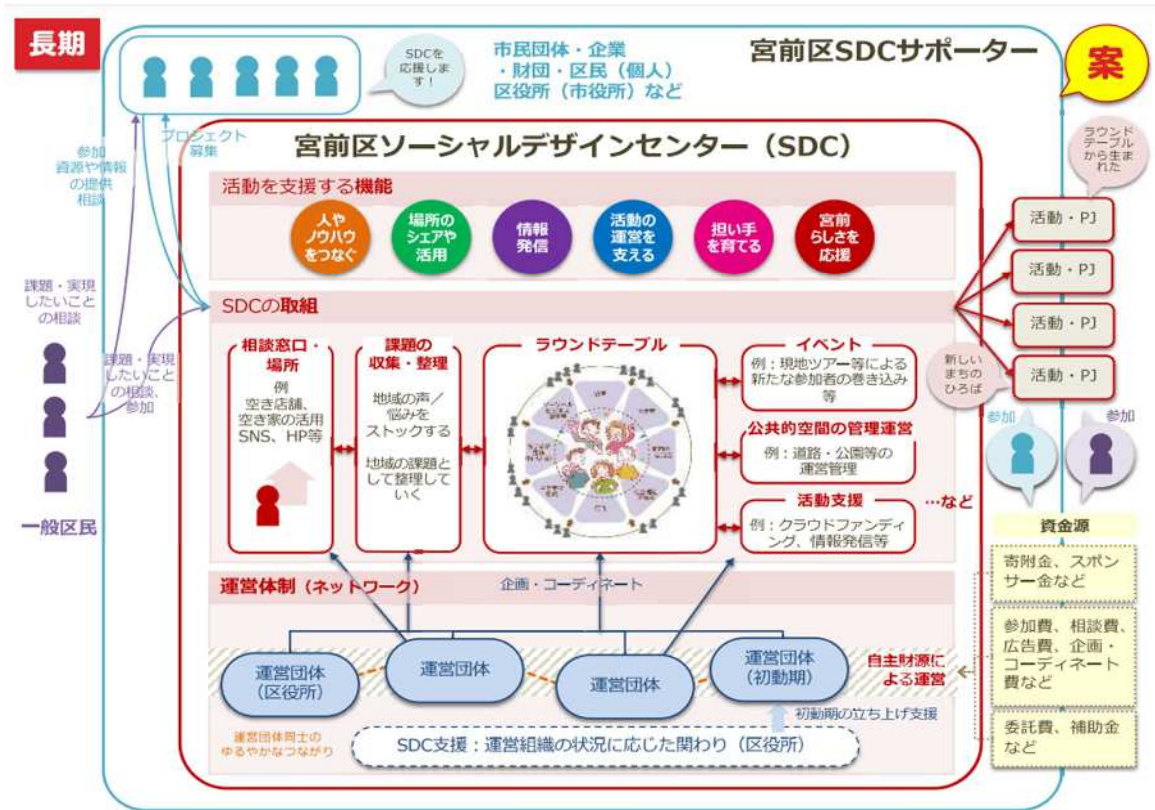 長期
案
宮前区SDCサポーター
SDCを
応援しま
す！
市民団体・企業
・財団・区民（個人）
区役所（市役所）など
プロジェクト
募集
参加
資源や情報
の提供
相談
課題・実現
したいこと
の相談
課題・実現
したいこと
の相談、
参加
一般区民
宮前区ソーシャルデザインセンター（SDC）
活動を支援する機能
人や
ノウハウ
をつなぐ
場所の
シェアや
活用
情報
発信
活動の
運営を
支える
担い手
を育てる
宮前
らしさを
応援
SDCの取組
相談窓口・
場所
例
空き店舗、
空き家の活用
SNS、HP等
課題の
収集・整理
地域の声／
悩みを
ストックする
地域の課題と
して整理して
いく
ラウンドテーブル
イベント
例：現地ツアー等による
新たな参加者の巻き込み
等
公共的空間の管理運営
例：道路・公園等の
運営管理
活動支援
例：クラウドファンディ
ング、情報発信等
…など
運営体制（ネットワーク）
企画・コーディネート
運営団体
（区役所）
運営団体
運営団体
運営団体
（初動期）
自主財源に
よる運営
運営団体同士の
ゆるやかなつながり
初動期の立ち上げ支援
SDC支援：運営組織の状況に応じた関わり（区役所）
ラウンド
テーブル
から生ま
れた
活動・PJ
活動・PJ
活動・PJ
活動・PJ
新しい
まちの
ひろば
参加
参加
資金源
寄附金、スポン
サー金など
参加費、相談費、
広告費、企画・
コーディネート
費など
委託費、補助金
など